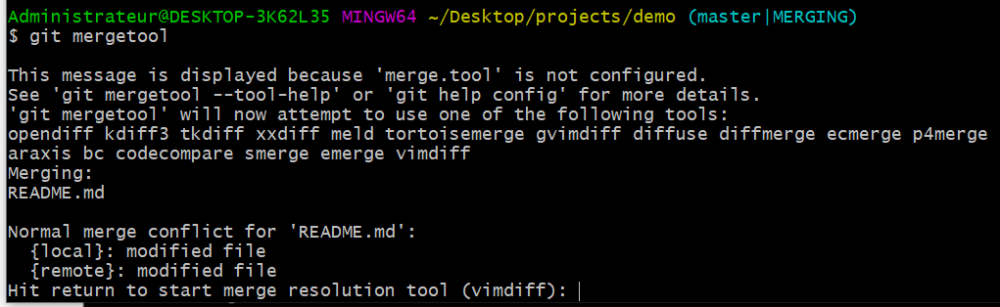 Administrateur@DESKTOP-3K62L35 MINGW64 ~/Desktop/projects/demo (master|MERGING)
$ git mergetool

This message is displayed because 'merge.tool' is not configured.
See 'git mergetool --tool-help' or 'git help config' for more details.
'git mergetool' will now attempt to use one of the following tools:
opendiff kdiff3 tkdiff xxdiff meld tortoisemerge gvimdiff diffuse diffmerge ecmerge p4merge
araxis bc codecompare smerge emerge vimdiff
Merging:
README.md

Normal merge conflict for 'README.md':
  {local}: modified file
  {remote}: modified file
Hit return to start merge resolution tool (vimdiff):